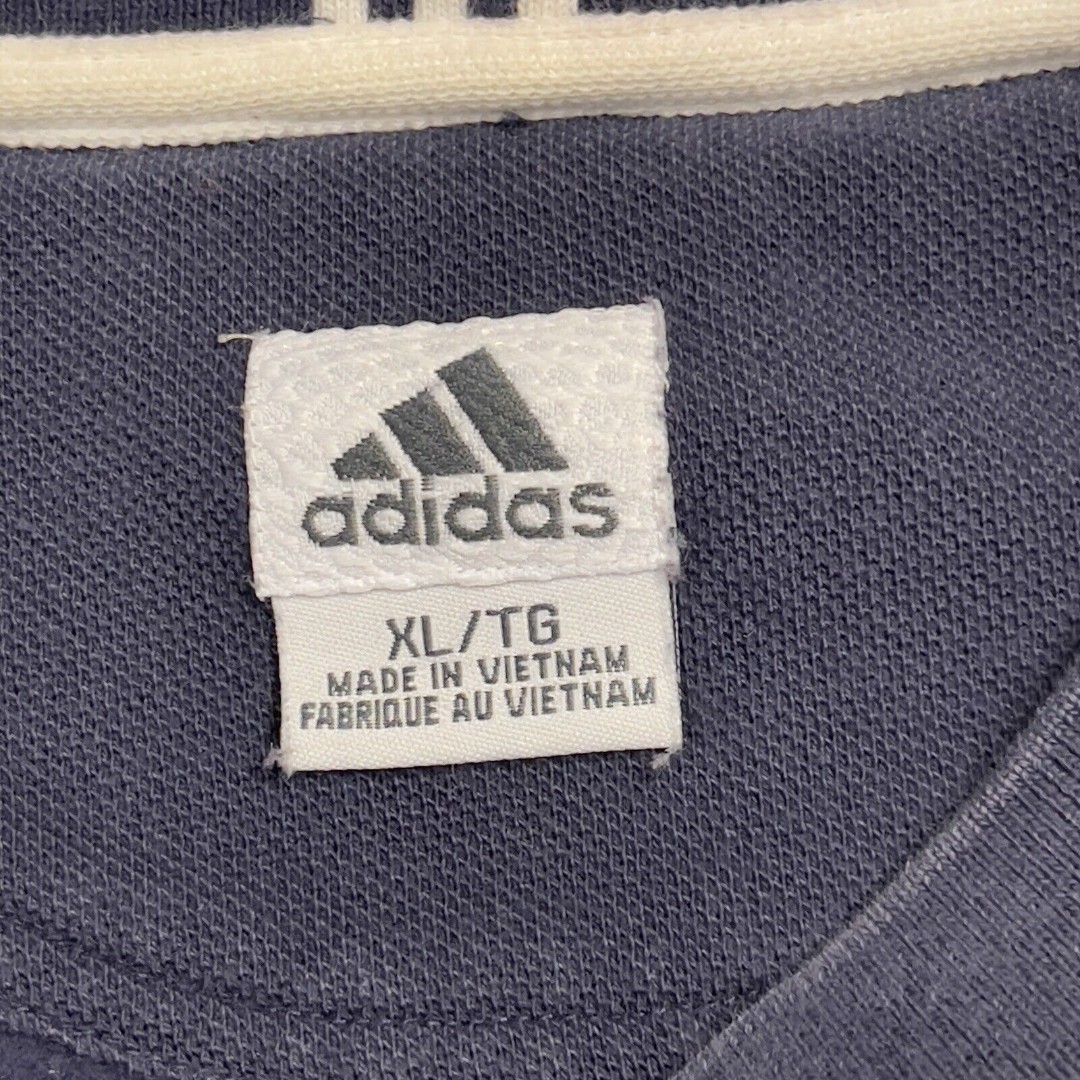 adidas
XL/TG
MADE IN VIETNAM
FABRIQUE AU VIETNAM